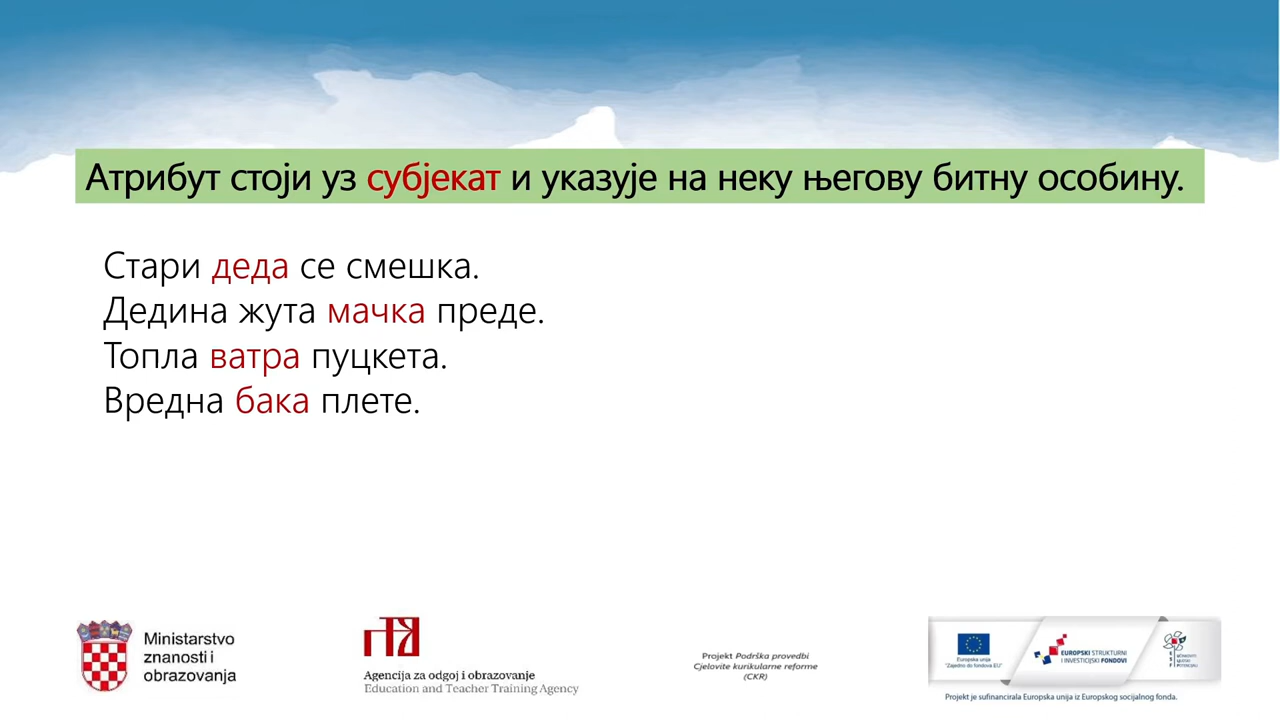 Атрибут стоји уз субјекат и указује на неку његову битну особину.
Стари деда се смешка.
Дедина жута мачка преде.
Топла ватра пуцкета.
Вредна бака плете.
Ministarstvo
znanosti i
obrazovanja
Agencija za odgoj i obrazovanje
Education and Teacher Training Agency
Projekt Podrška provedbi
Cjelovite kurikularne reforme
(CKR)
Europska unija
"Zajedno do fondova EU"
EUROPSKI STRUKTURNI
I INVESTICIJSKI FONDOVI
Projekt je sufinancirala Europska unija iz Europskog socijalnog fonda.